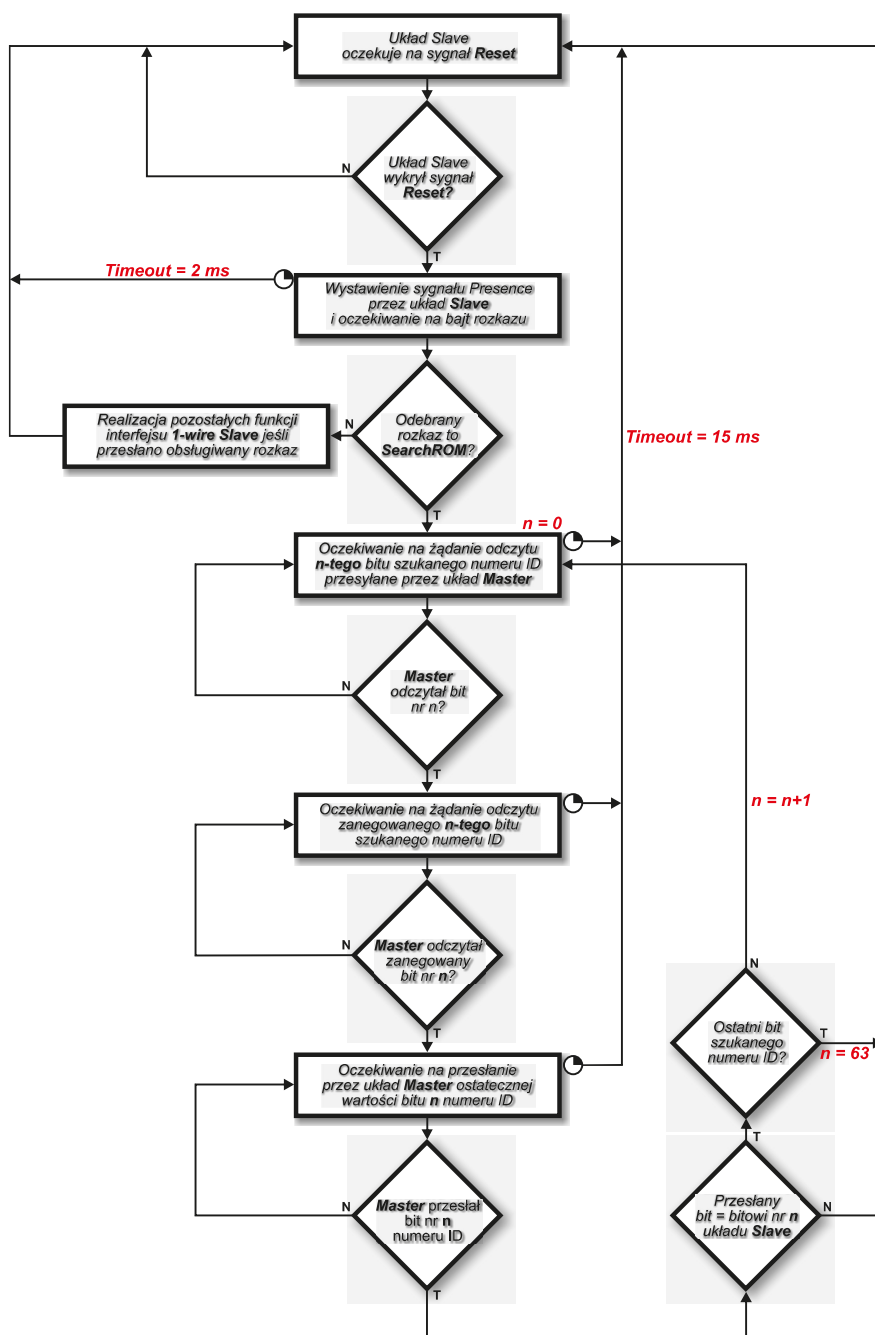 Układ Slave
oczekuje na sygnał Reset
Układ Slave
wykrył sygnał
Reset?
N
T
Timeout = 2 ms
Wystawienie sygnału Presence
przez układ Slave
i oczekiwanie na bajt rozkazu
Realizacja pozostałych funkcji
interfejsu 1-wire Slave jeśli
przesłano obsługiwany rozkaz
N
Odebrany
rozkaz to
SearchROM?
T
Timeout = 15 ms
n = 0
Oczekiwanie na żądanie odczytu
n-tego bitu szukanego numeru ID
przesyłane przez układ Master
Master
odczytał bit
nr n?
N
T
Oczekiwanie na żądanie odczytu
zanegowanego n-tego bitu
szukanego numeru ID
n = n+1
Master odczytał
zanegowany
bit nr n?
N
T
Oczekiwanie na przesłanie
przez układ Master ostatecznej
wartości bitu n numeru ID
Master przesłał
bit nr n
numeru ID
N
T
N
Ostatni bit
szukanego
numeru ID?
T
n = 63
T
Przesłany
bit = bitowi nr n
układu Slave
N